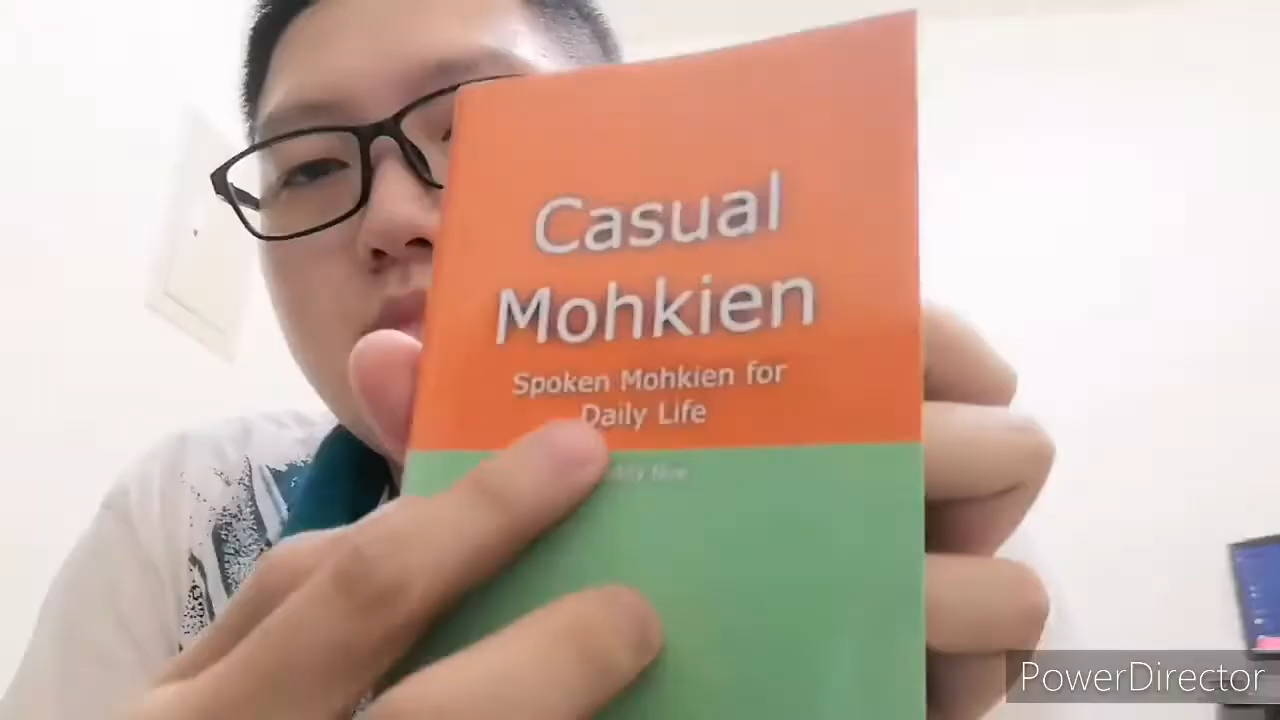 Casual
Mohkien
Spoken Mohkien for
Daily Life
PowerDirector